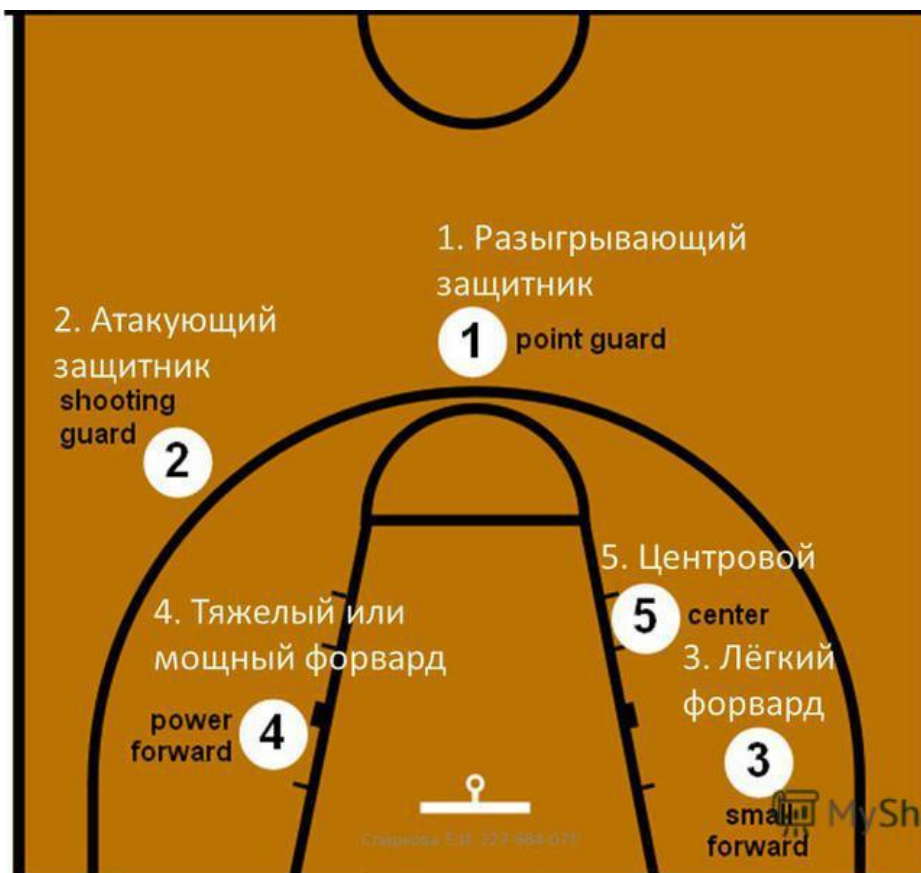 1. Разыгрывающий
защитник
1
point guard
2. Атакующий
защитник
shooting
guard
2
5. Центровой
5
center
4. Тяжелый или
мощный форвард
power
forward
4
3. Лёгкий
форвард
3
small
forward
MySh